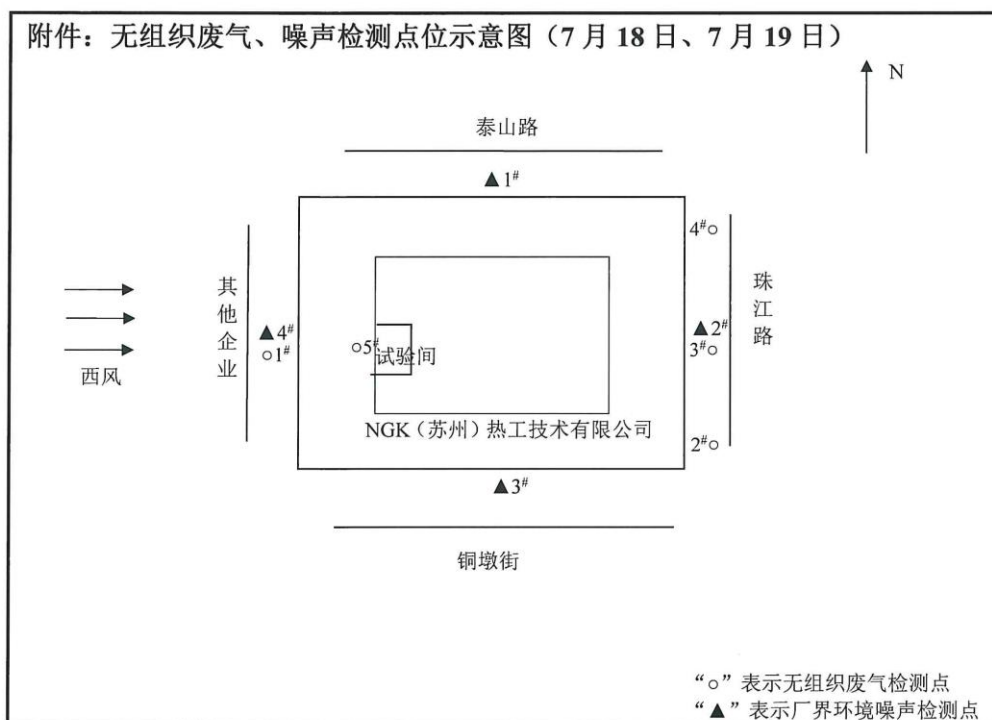 附件：无组织废气、噪声检测点位示意图（7 月 18 日、7 月 19 日）
N
泰山路
▲1#
4#○
其他企业
珠江路
▲4#
▲2#
○1#
○5#
试验间
3#○
西风
NGK（苏州）热工技术有限公司
2#○
▲3#
铜墩街
“○” 表示无组织废气检测点
“▲” 表示厂界环境噪声检测点